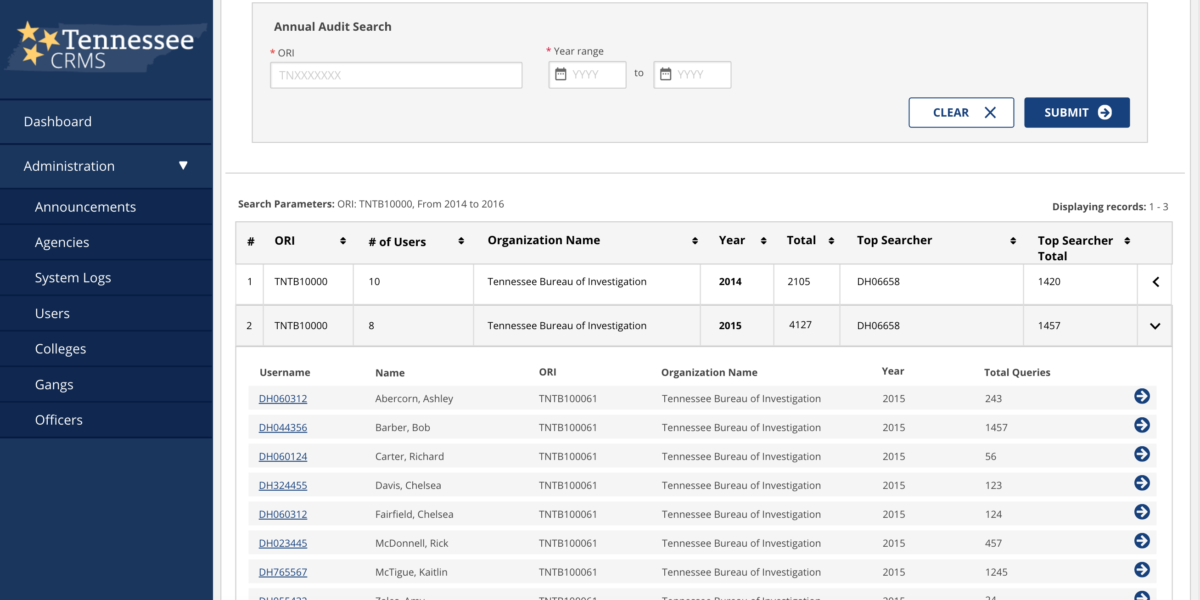 Tennessee
CRMS
Dashboard
Administration
Announcements
Agencies
System Logs
Users
Colleges
Gangs
Officers
Annual Audit Search
* ORI
* Year range
TNXXXXXXX
YYYY to YYYY
CLEAR SUBMIT
Search Parameters: ORI: TNTB10000, From 2014 to 2016
Displaying records: 1 - 3
# ORI # of Users Organization Name Year Total Top Searcher Top Searcher Total
1 TNTB10000 10 Tennessee Bureau of Investigation 2014 2105 DH06658 1420
2 TNTB10000 8 Tennessee Bureau of Investigation 2015 4127 DH06658 1457
Username Name ORI Organization Name Year Total Queries
DH060312 Abercorn, Ashley TNTB100061 Tennessee Bureau of Investigation 2015 243
DH044356 Barber, Bob TNTB100061 Tennessee Bureau of Investigation 2015 1457
DH060124 Carter, Richard TNTB100061 Tennessee Bureau of Investigation 2015 56
DH324455 Davis, Chelsea TNTB100061 Tennessee Bureau of Investigation 2015 123
DH060312 Fairfield, Chelsea TNTB100061 Tennessee Bureau of Investigation 2015 124
DH023445 McDonnell, Rick TNTB100061 Tennessee Bureau of Investigation 2015 457
DH765567 McTigue, Kaitlin TNTB100061 Tennessee Bureau of Investigation 2015 1245